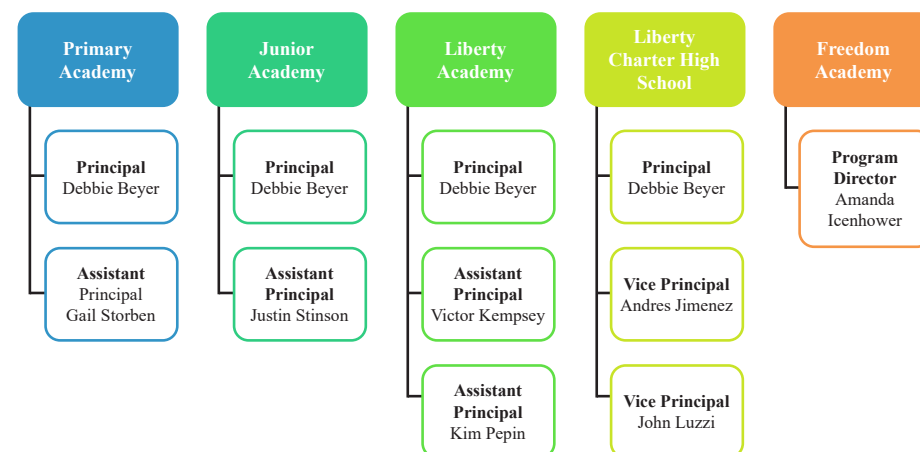 Primary
Academy
Principal
Debbie Beyer
Assistant
Principal
Gail Storben
Junior
Academy
Principal
Debbie Beyer
Assistant
Principal
Justin Stinson
Liberty
Academy
Principal
Debbie Beyer
Assistant
Principal
Victor Kempsey
Assistant
Principal
Kim Pepin
Liberty
Charter High
School
Principal
Debbie Beyer
Vice Principal
Andres Jimenez
Vice Principal
John Luzzi
Freedom
Academy
Program
Director
Amanda
Icenhower